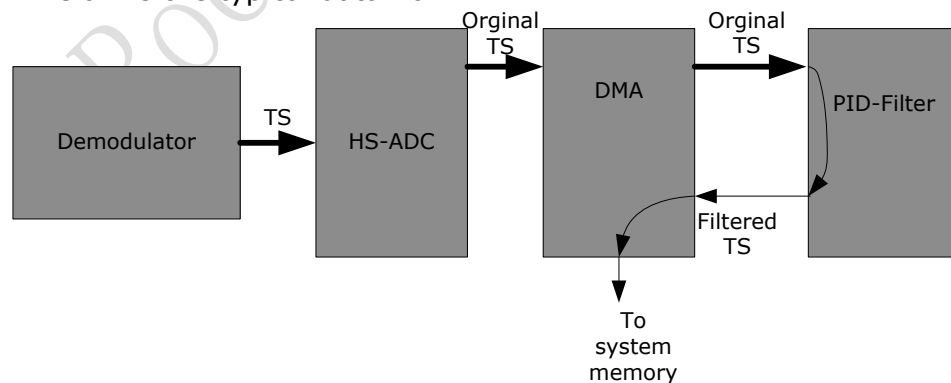 Orginal
TS
Orginal
TS
DMA
PID-Filter
TS
Demodulator
HS-ADC
Filtered
TS
To
system
memory